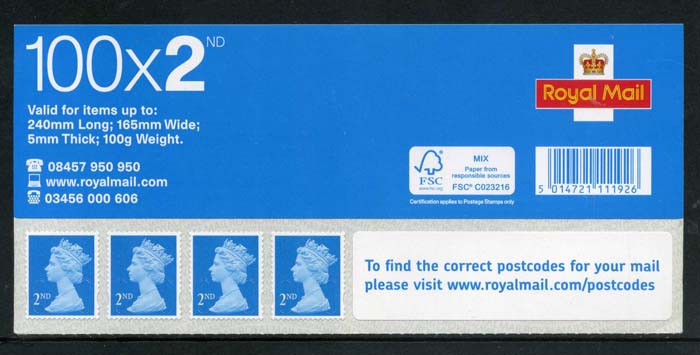 100x2ND
Valid for items up to:
240mm Long; 165mm Wide;
5mm Thick; 100g Weight.
08457 950 950
www.royalmail.com
03456 000 606
Royal Mail
FSC
MIX
Paper from
responsible sources
FSC® C023216
Certification applies to Postage Stamps only
5 014721 111926
2ND
2ND
2ND
2ND
To find the correct postcodes for your mail
please visit www.royalmail.com/postcodes